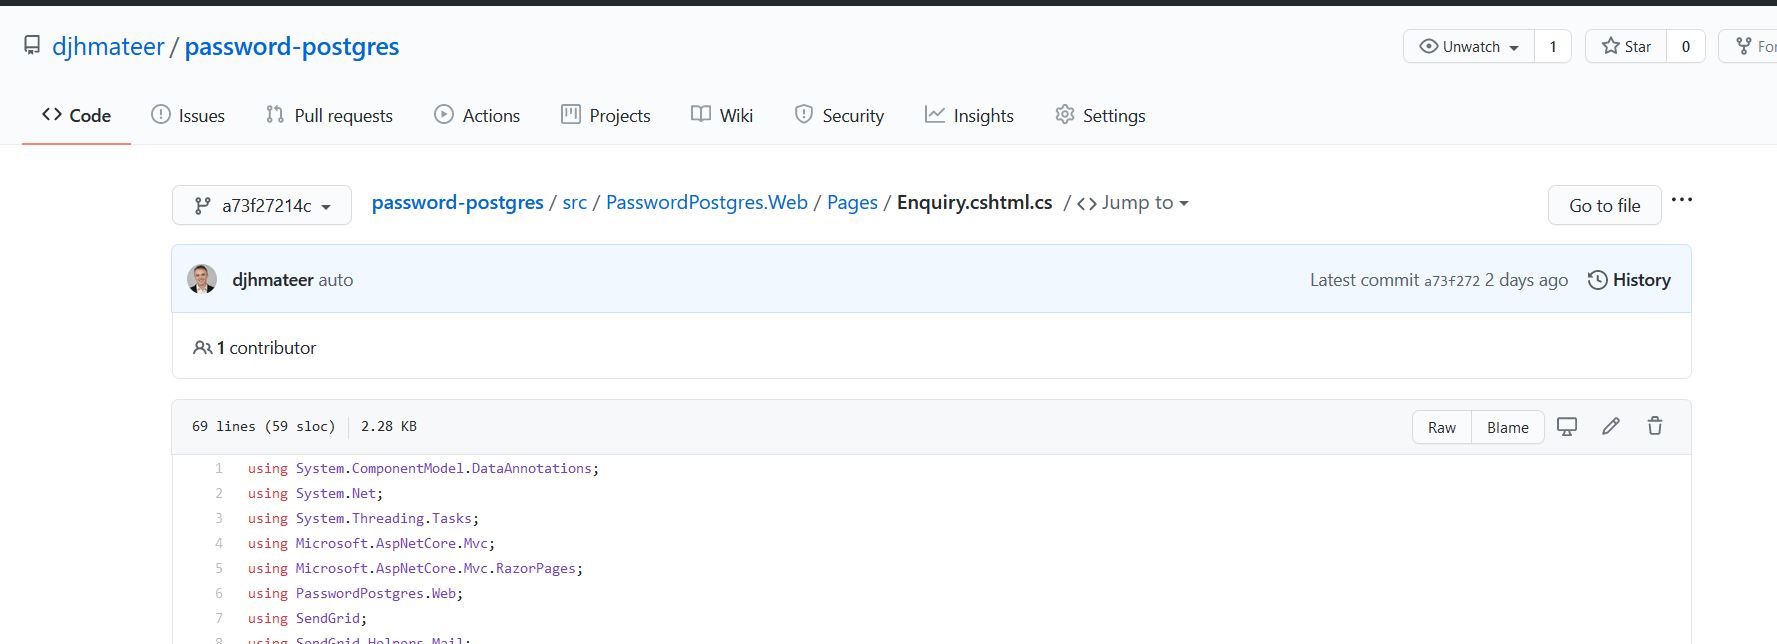 djhmateer / password-postgres
Unwatch 1 Star 0
Code Issues Pull requests Actions Projects Wiki Security Insights Settings
a73f27214c password-postgres / src / PasswordPostgres.Web / Pages / Enquiry.cshtml.cs / <> Jump to Go to file ...
djhmateer auto Latest commit a73f272 2 days ago History
1 contributor
69 lines (59 sloc) 2.28 KB Raw Blame
1 using System.ComponentModel.DataAnnotations;
2 using System.Net;
3 using System.Threading.Tasks;
4 using Microsoft.AspNetCore.Mvc;
5 using Microsoft.AspNetCore.Mvc.RazorPages;
6 using PasswordPostgres.Web;
7 using SendGrid;
8 using SendGrid.Helpers.Mail;